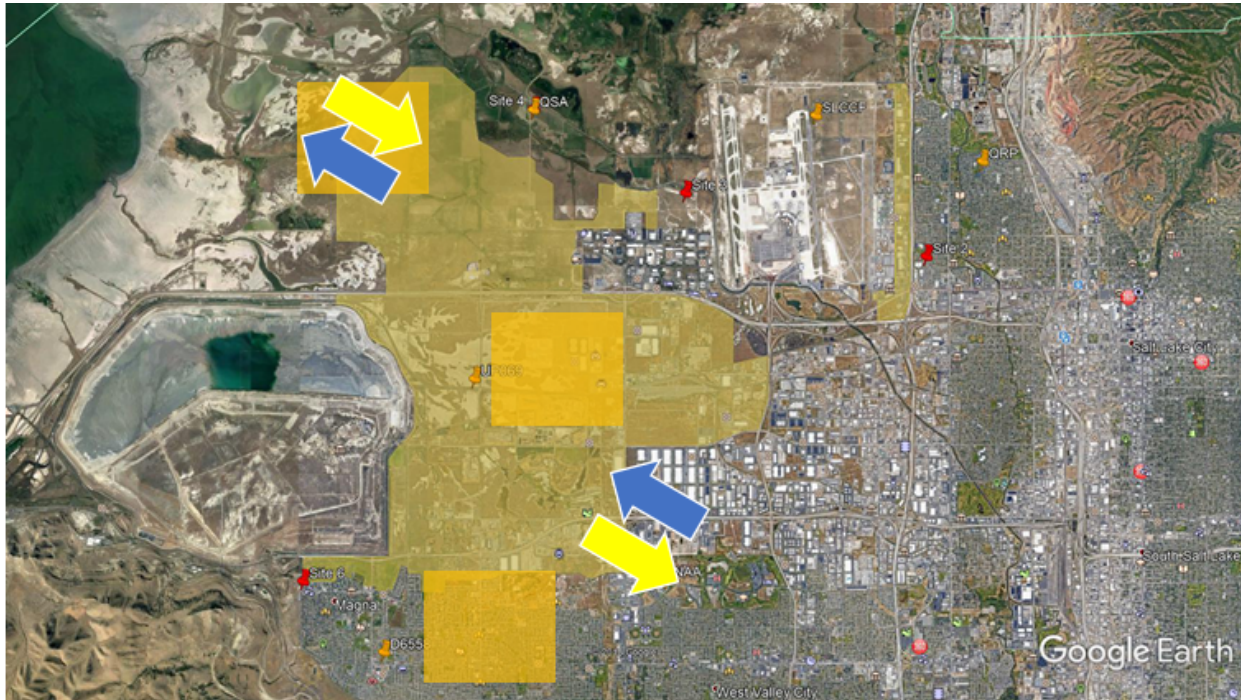 Site 4 QSA
SLCCF
QRP
Site 3
Site 2
Salt Lake City
South Salt Lake
NAA
Site 6
Magna
D655
West Valley City
Google Earth